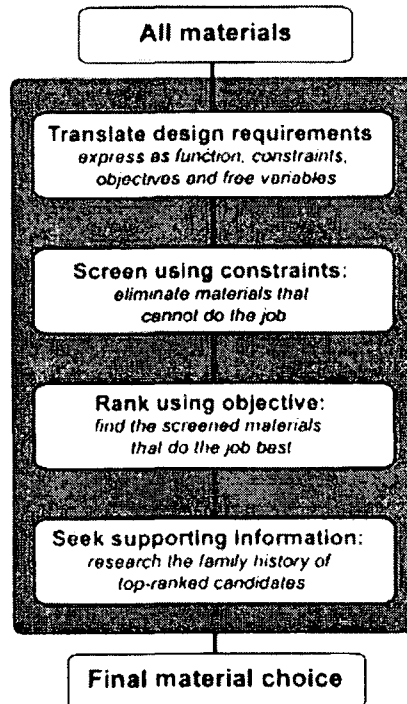 All materials
Translate design requirements
express as function, constraints,
objectives and free variables
Screen using constraints:
eliminate materials that
cannot do the job
Rank using objective:
find the screened materials
that do the job best
Seek supporting information:
research the family history of
top-ranked candidates
Final material choice